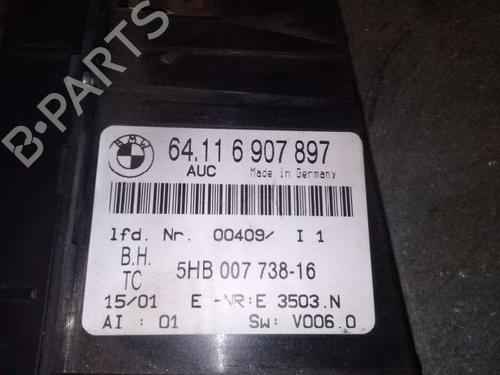 BMW
64.11 6 907 897
AUC Made in Germany
lfd. Nr. 00409/ I 1
B.H.
TC 5HB 007 738-16
15/01 E -VR:E 3503.N
AI : 01 SW: V006.0
B-PARTS